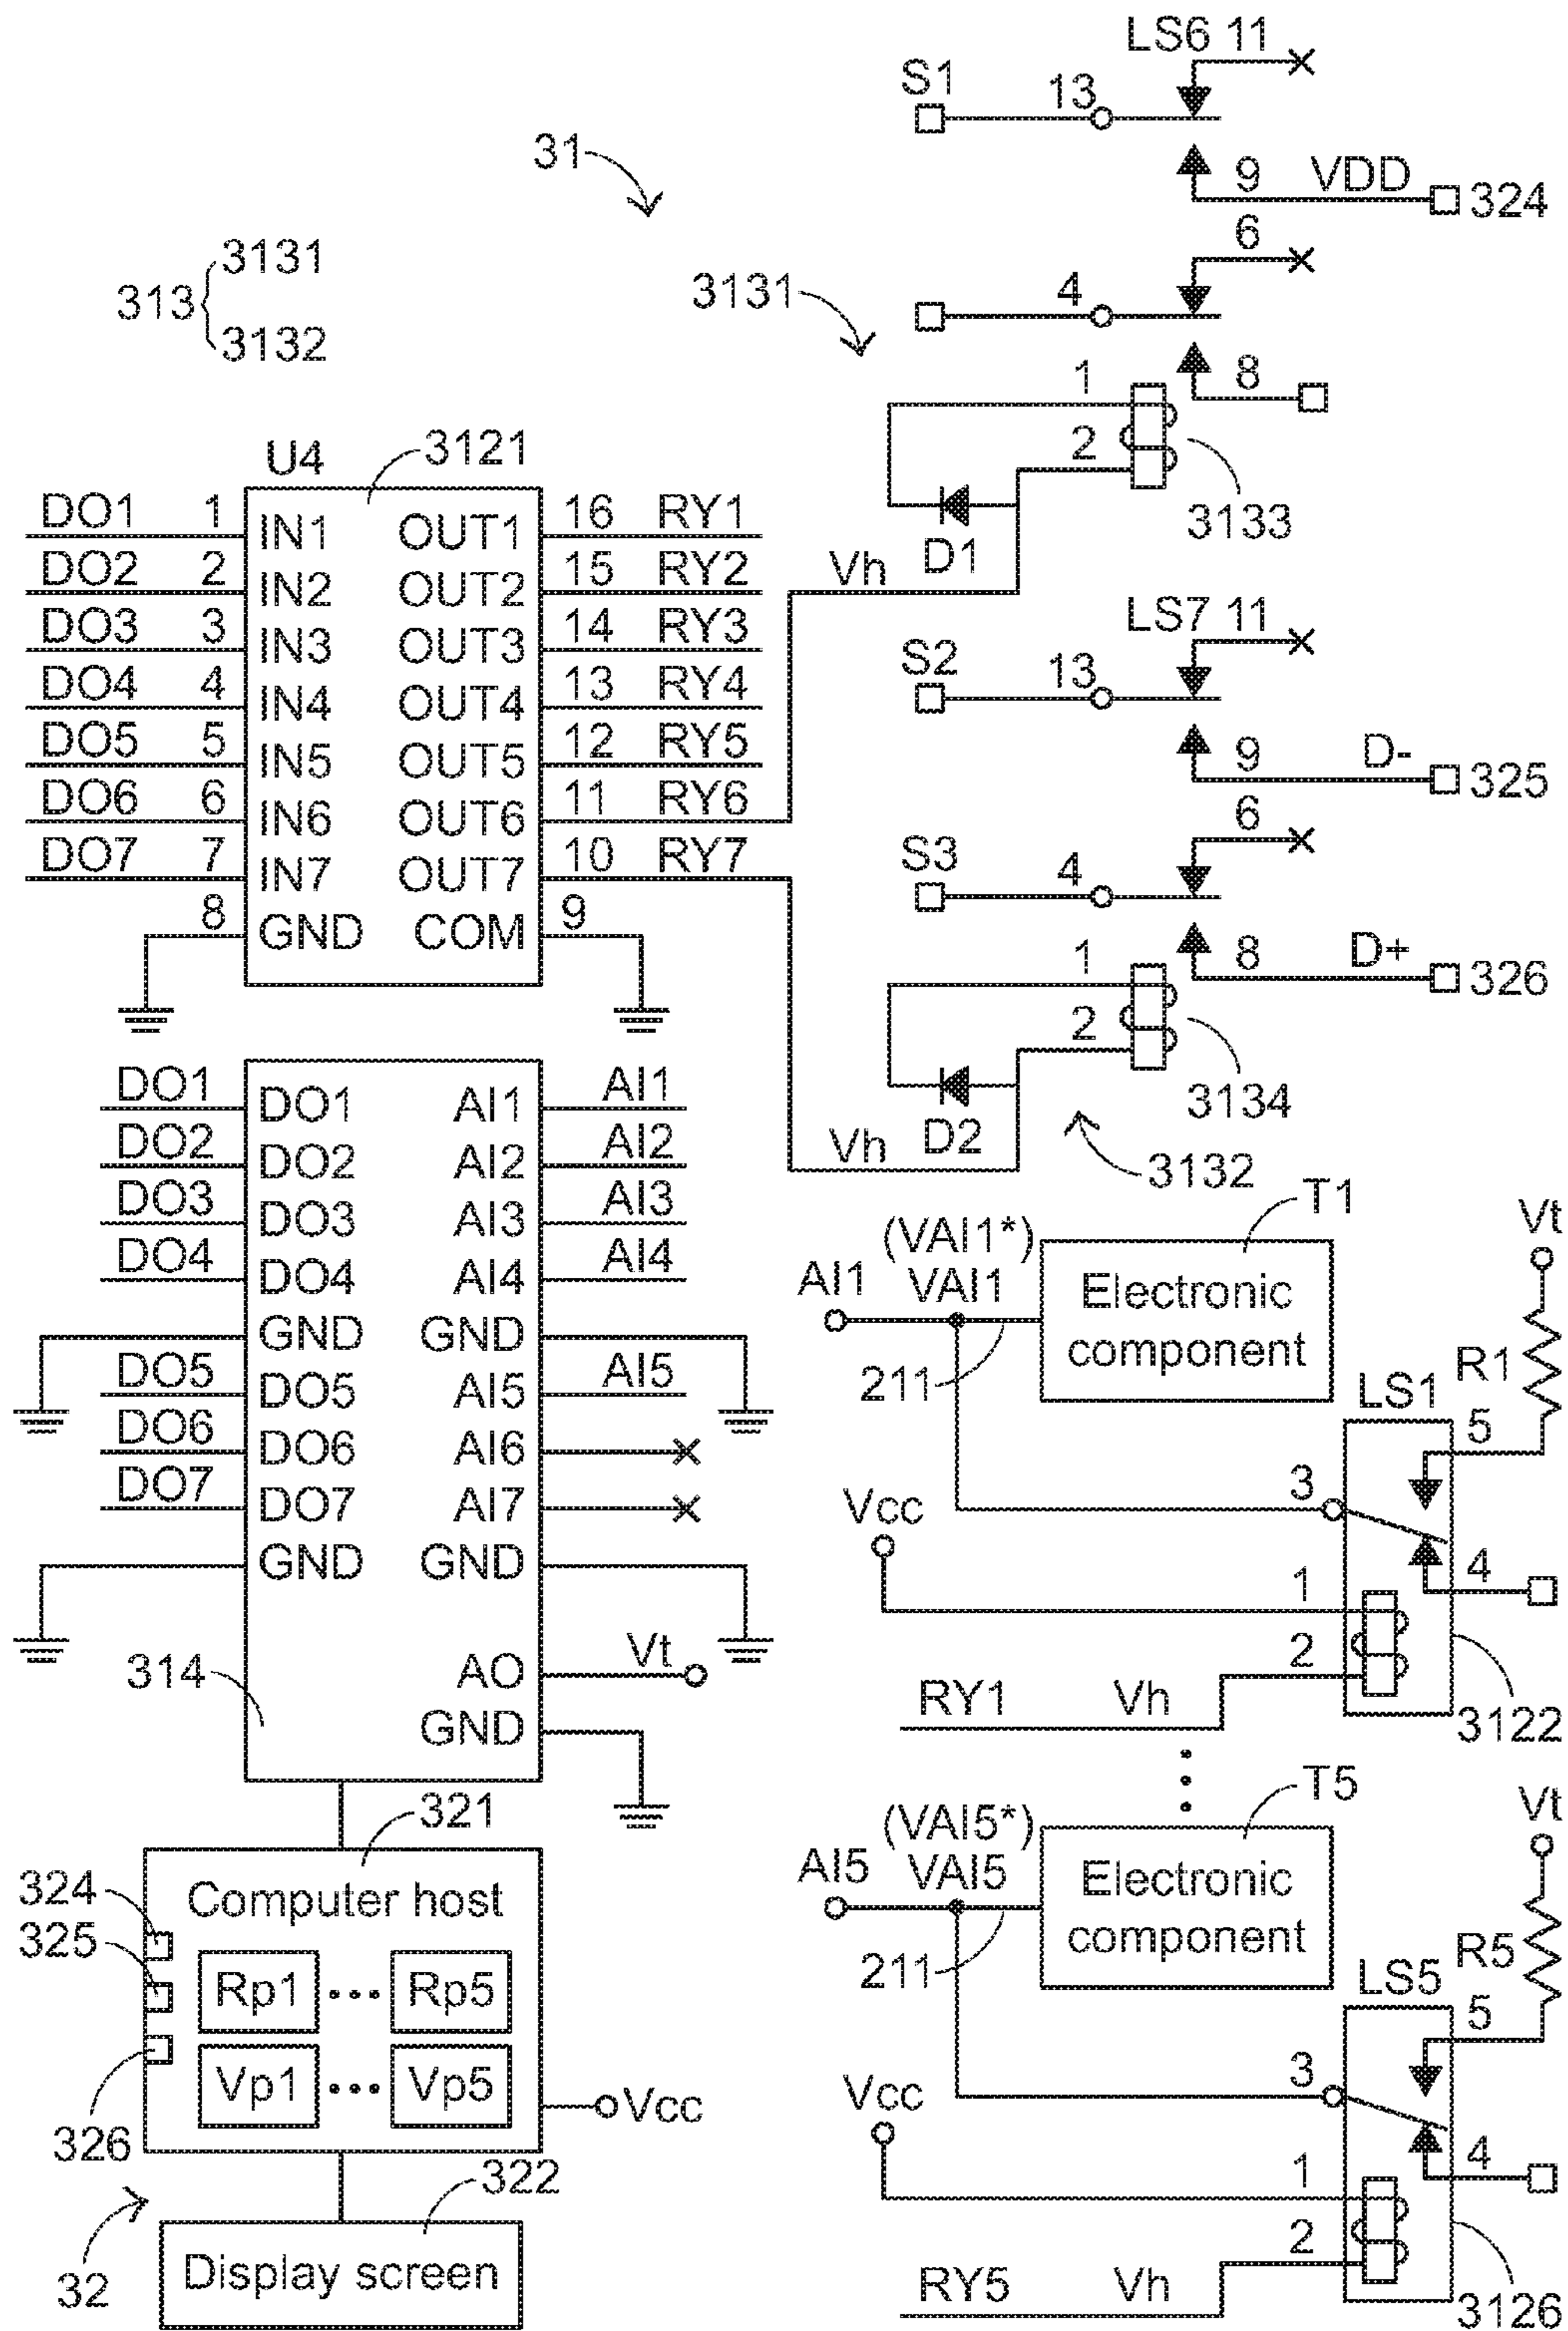 LS6 11
S1 13
9 VDD 324
31
6
3131
313
3132
3131
4
8
1
2
3133
D1
Vh
U4 3121
DO1 1 IN1 OUT1 16 RY1
DO2 2 IN2 OUT2 15 RY2
DO3 3 IN3 OUT3 14 RY3
DO4 4 IN4 OUT4 13 RY4
DO5 5 IN5 OUT5 12 RY5
DO6 6 IN6 OUT6 11 RY6
DO7 7 IN7 OUT7 10 RY7
8 GND COM 9
LS7 11
S2 13
9 D- 325
6
S3 4
8 D+ 326
1
2
3134
D2
Vh
3132
DO1 DO1 AI1 AI1
DO2 DO2 AI2 AI2
DO3 DO3 AI3 AI3
DO4 DO4 AI4 AI4
GND GND
DO5 DO5 AI5 AI5
DO6 DO6 AI6
DO7 DO7 AI7
GND GND
314 AO Vt
GND
T1
(VAI1*)
AI1 VAI1
Electronic
component
211
Vt
R1
LS1
5
3
Vcc
4
1
2
RY1 Vh
3122
T5
(VAI5*)
AI5 VAI5
Electronic
component
211
Vt
R5
LS5
5
3
Vcc
4
1
2
RY5 Vh
3126
321
324
325
326
Computer host
Rp1 Rp5
Vp1 Vp5
Vcc
322
Display screen
32